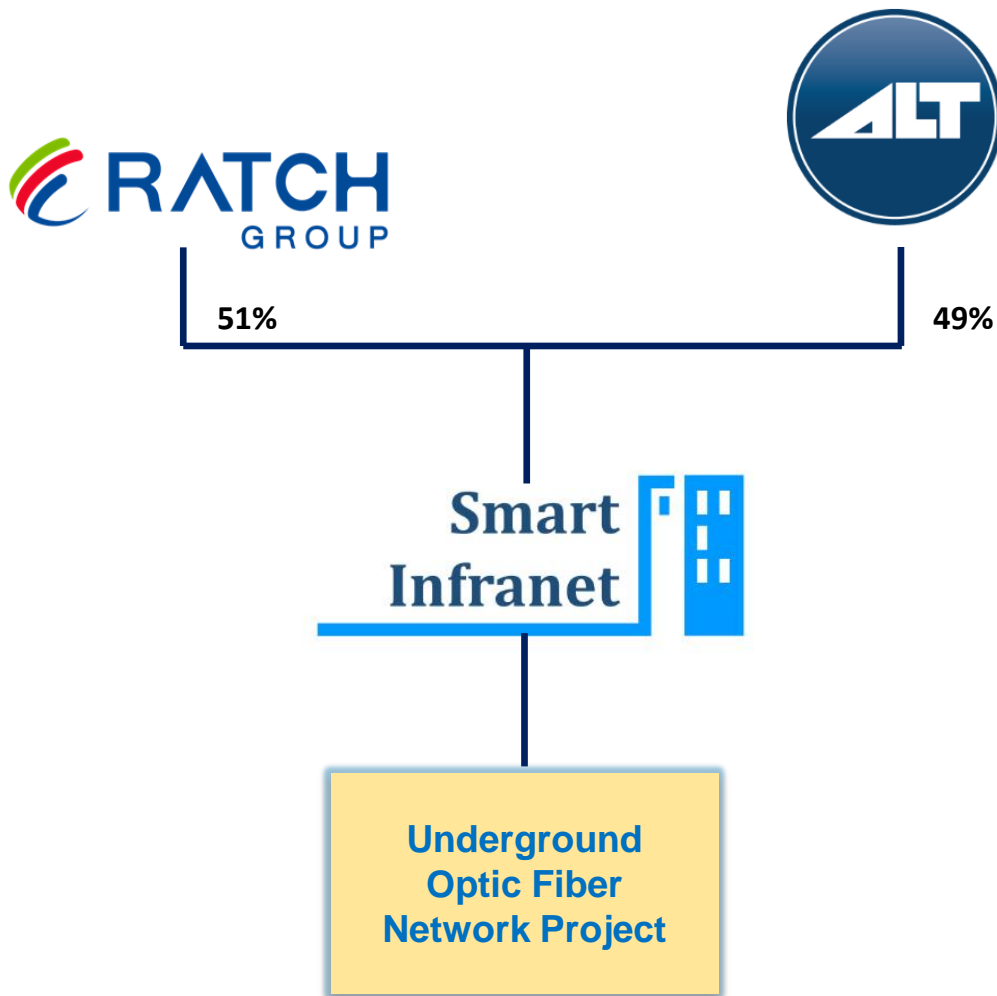 RATCH
GROUP
ALT
51%
49%
Smart
Infranet
Underground
Optic Fiber
Network Project